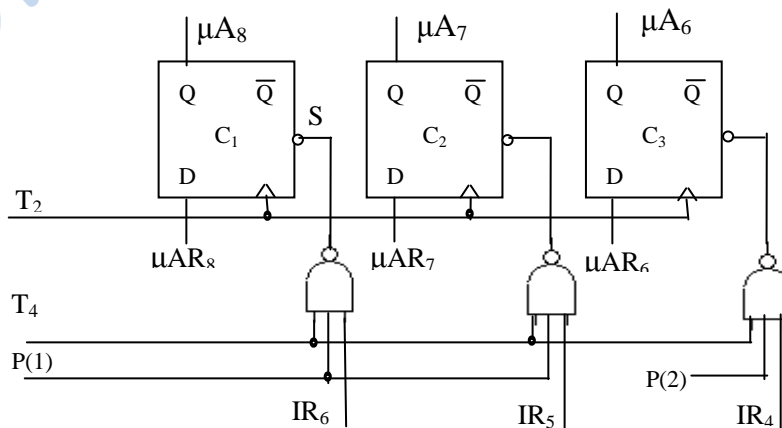 μA₈ μA₇ μA₆
Q Q̅ Q Q̅ Q Q̅
S
C₁ C₂ C₃
D D D
T₂
μAR₈ μAR₇ μAR₆
T₄
P(1)
P(2)
IR₆ IR₅ IR₄